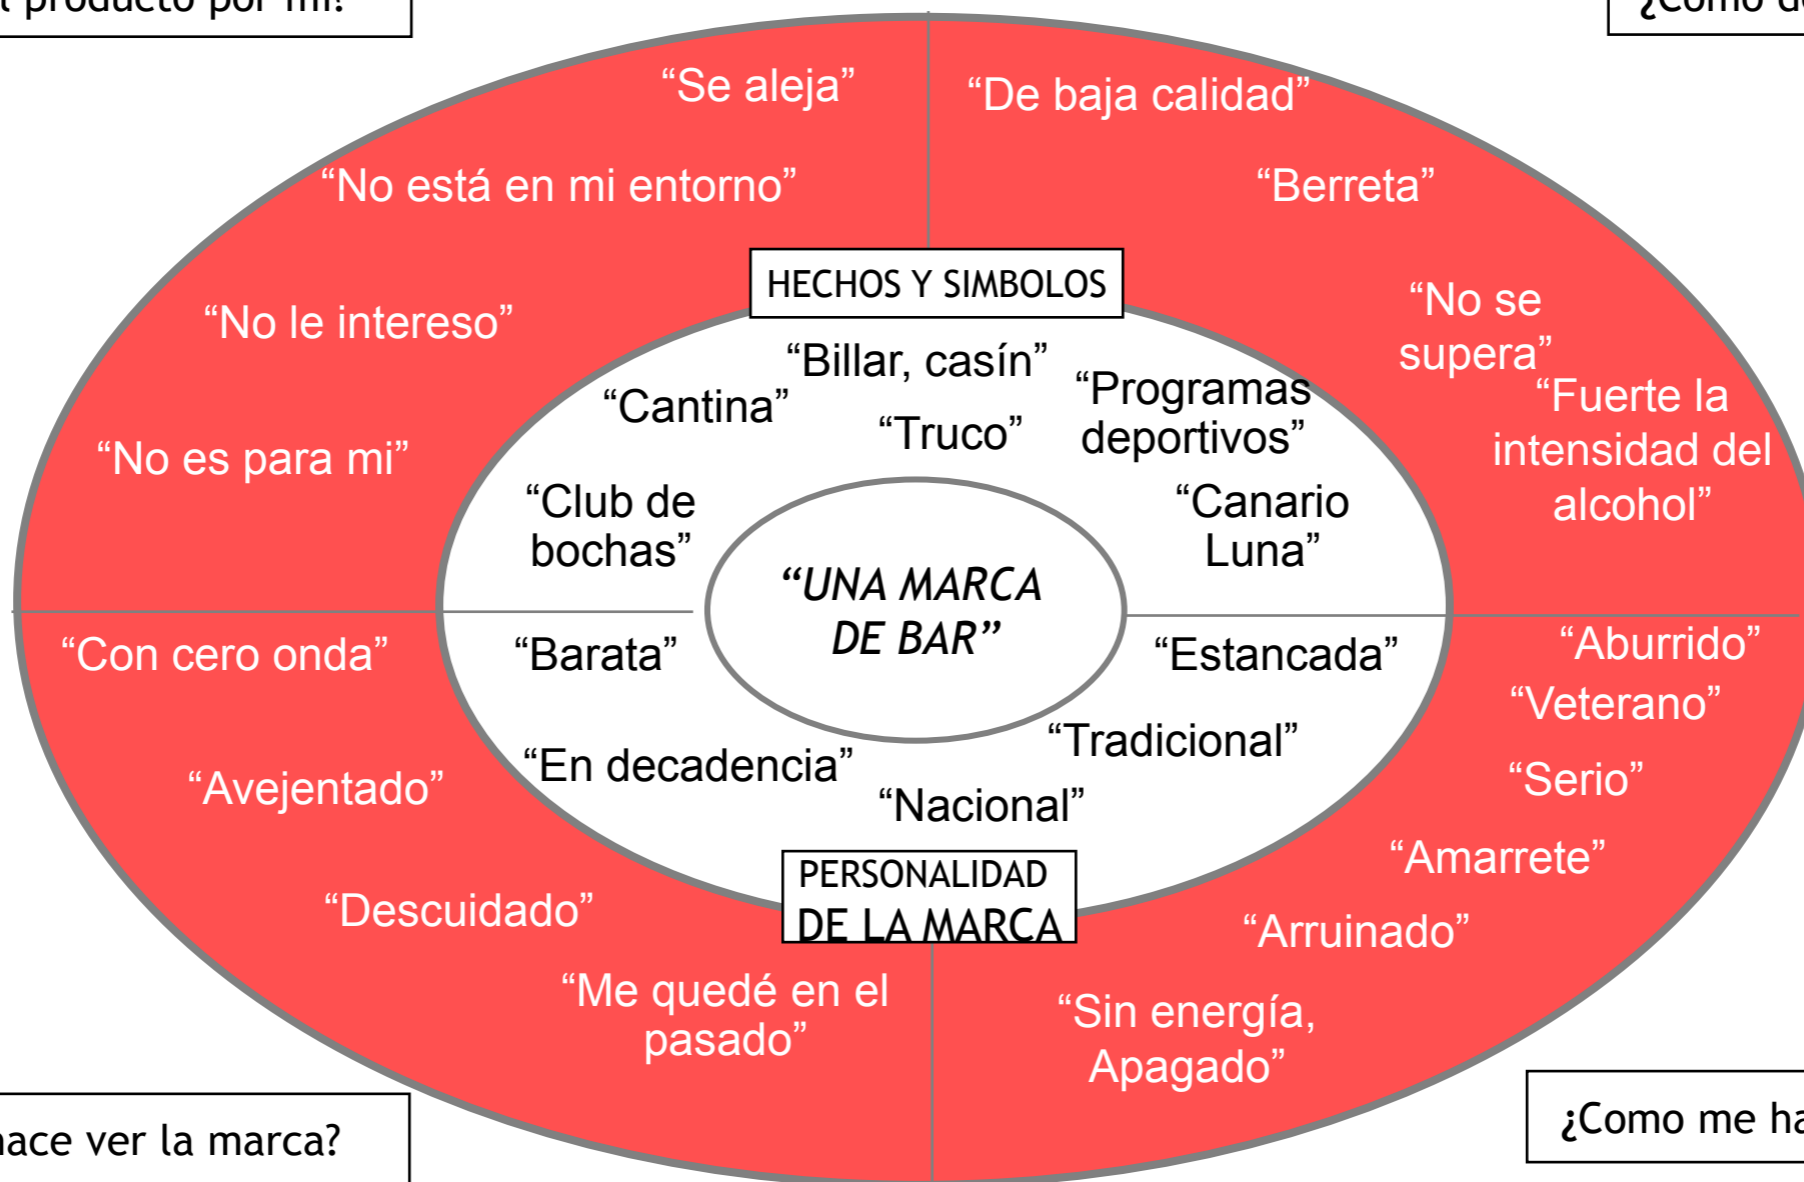 l producto por mi?
¿Como de
“Se aleja”
“De baja calidad”
“No está en mi entorno”
“Berreta”
HECHOS Y SIMBOLOS
“No le intereso”
“No se
supera”
“Billar, casín”
“Cantina”
“Programas
deportivos”
“Truco”
“Fuerte la
intensidad del
alcohol”
“No es para mi”
“Club de
bochas”
“Canario
Luna”
“UNA MARCA
DE BAR”
“Con cero onda”
“Barata”
“Estancada”
“Aburrido”
“Veterano”
“Tradicional”
“En decadencia”
“Avejentado”
“Serio”
“Nacional”
PERSONALIDAD
DE LA MARCA
“Amarrete”
“Descuidado”
“Arruinado”
“Me quedé en el
pasado”
“Sin energía,
Apagado”
hace ver la marca?
¿Como me ha